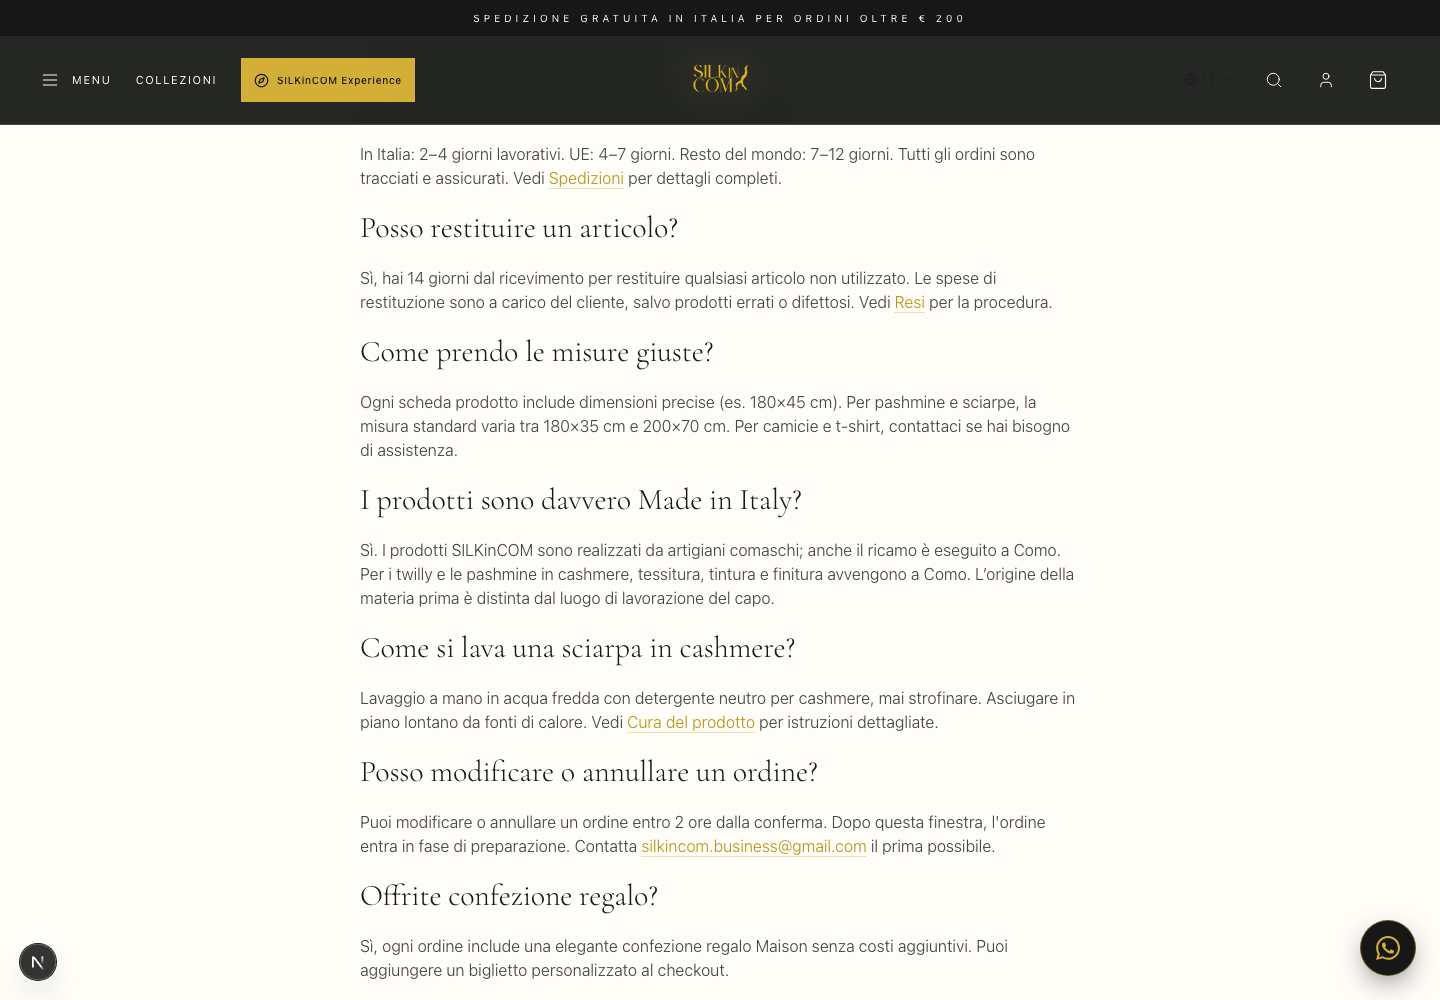 SPEDIZIONE GRATUITA IN ITALIA PER ORDINI OLTRE € 200
MENU
COLLEZIONI
SILKinCOM Experience
SILKin
COM
IT
In Italia: 2–4 giorni lavorativi. UE: 4–7 giorni. Resto del mondo: 7–12 giorni. Tutti gli ordini sono
tracciati e assicurati. Vedi Spedizioni per dettagli completi.
Posso restituire un articolo?
Sì, hai 14 giorni dal ricevimento per restituire qualsiasi articolo non utilizzato. Le spese di
restituzione sono a carico del cliente, salvo prodotti errati o difettosi. Vedi Resi per la procedura.
Come prendo le misure giuste?
Ogni scheda prodotto include dimensioni precise (es. 180×45 cm). Per pashmine e sciarpe, la
misura standard varia tra 180×35 cm e 200×70 cm. Per camicie e t-shirt, contattaci se hai bisogno
di assistenza.
I prodotti sono davvero Made in Italy?
Sì. I prodotti SILKinCOM sono realizzati da artigiani comaschi; anche il ricamo è eseguito a Como.
Per i twilly e le pashmine in cashmere, tessitura, tintura e finitura avvengono a Como. L’origine della
materia prima è distinta dal luogo di lavorazione del capo.
Come si lava una sciarpa in cashmere?
Lavaggio a mano in acqua fredda con detergente neutro per cashmere, mai strofinare. Asciugare in
piano lontano da fonti di calore. Vedi Cura del prodotto per istruzioni dettagliate.
Posso modificare o annullare un ordine?
Puoi modificare o annullare un ordine entro 2 ore dalla conferma. Dopo questa finestra, l'ordine
entra in fase di preparazione. Contatta silkincom.business@gmail.com il prima possibile.
Offrite confezione regalo?
Sì, ogni ordine include una elegante confezione regalo Maison senza costi aggiuntivi. Puoi
aggiungere un biglietto personalizzato al checkout.
N